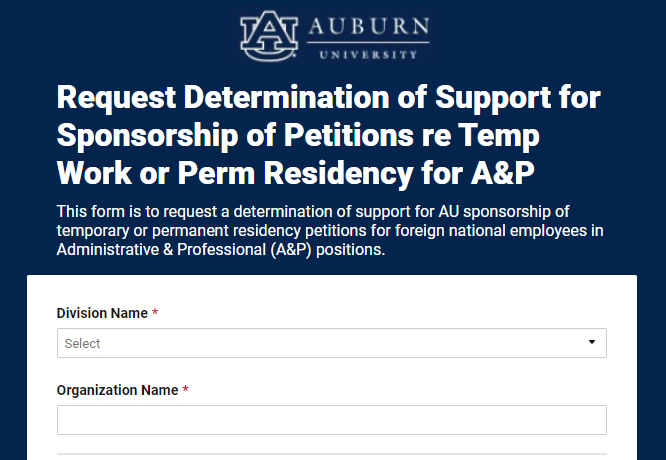 AUBURN
UNIVERSITY
Request Determination of Support for
Sponsorship of Petitions re Temp
Work or Perm Residency for A&P
This form is to request a determination of support for AU sponsorship of
temporary or permanent residency petitions for foreign national employees in
Administrative & Professional (A&P) positions.
Division Name *
Select
Organization Name *